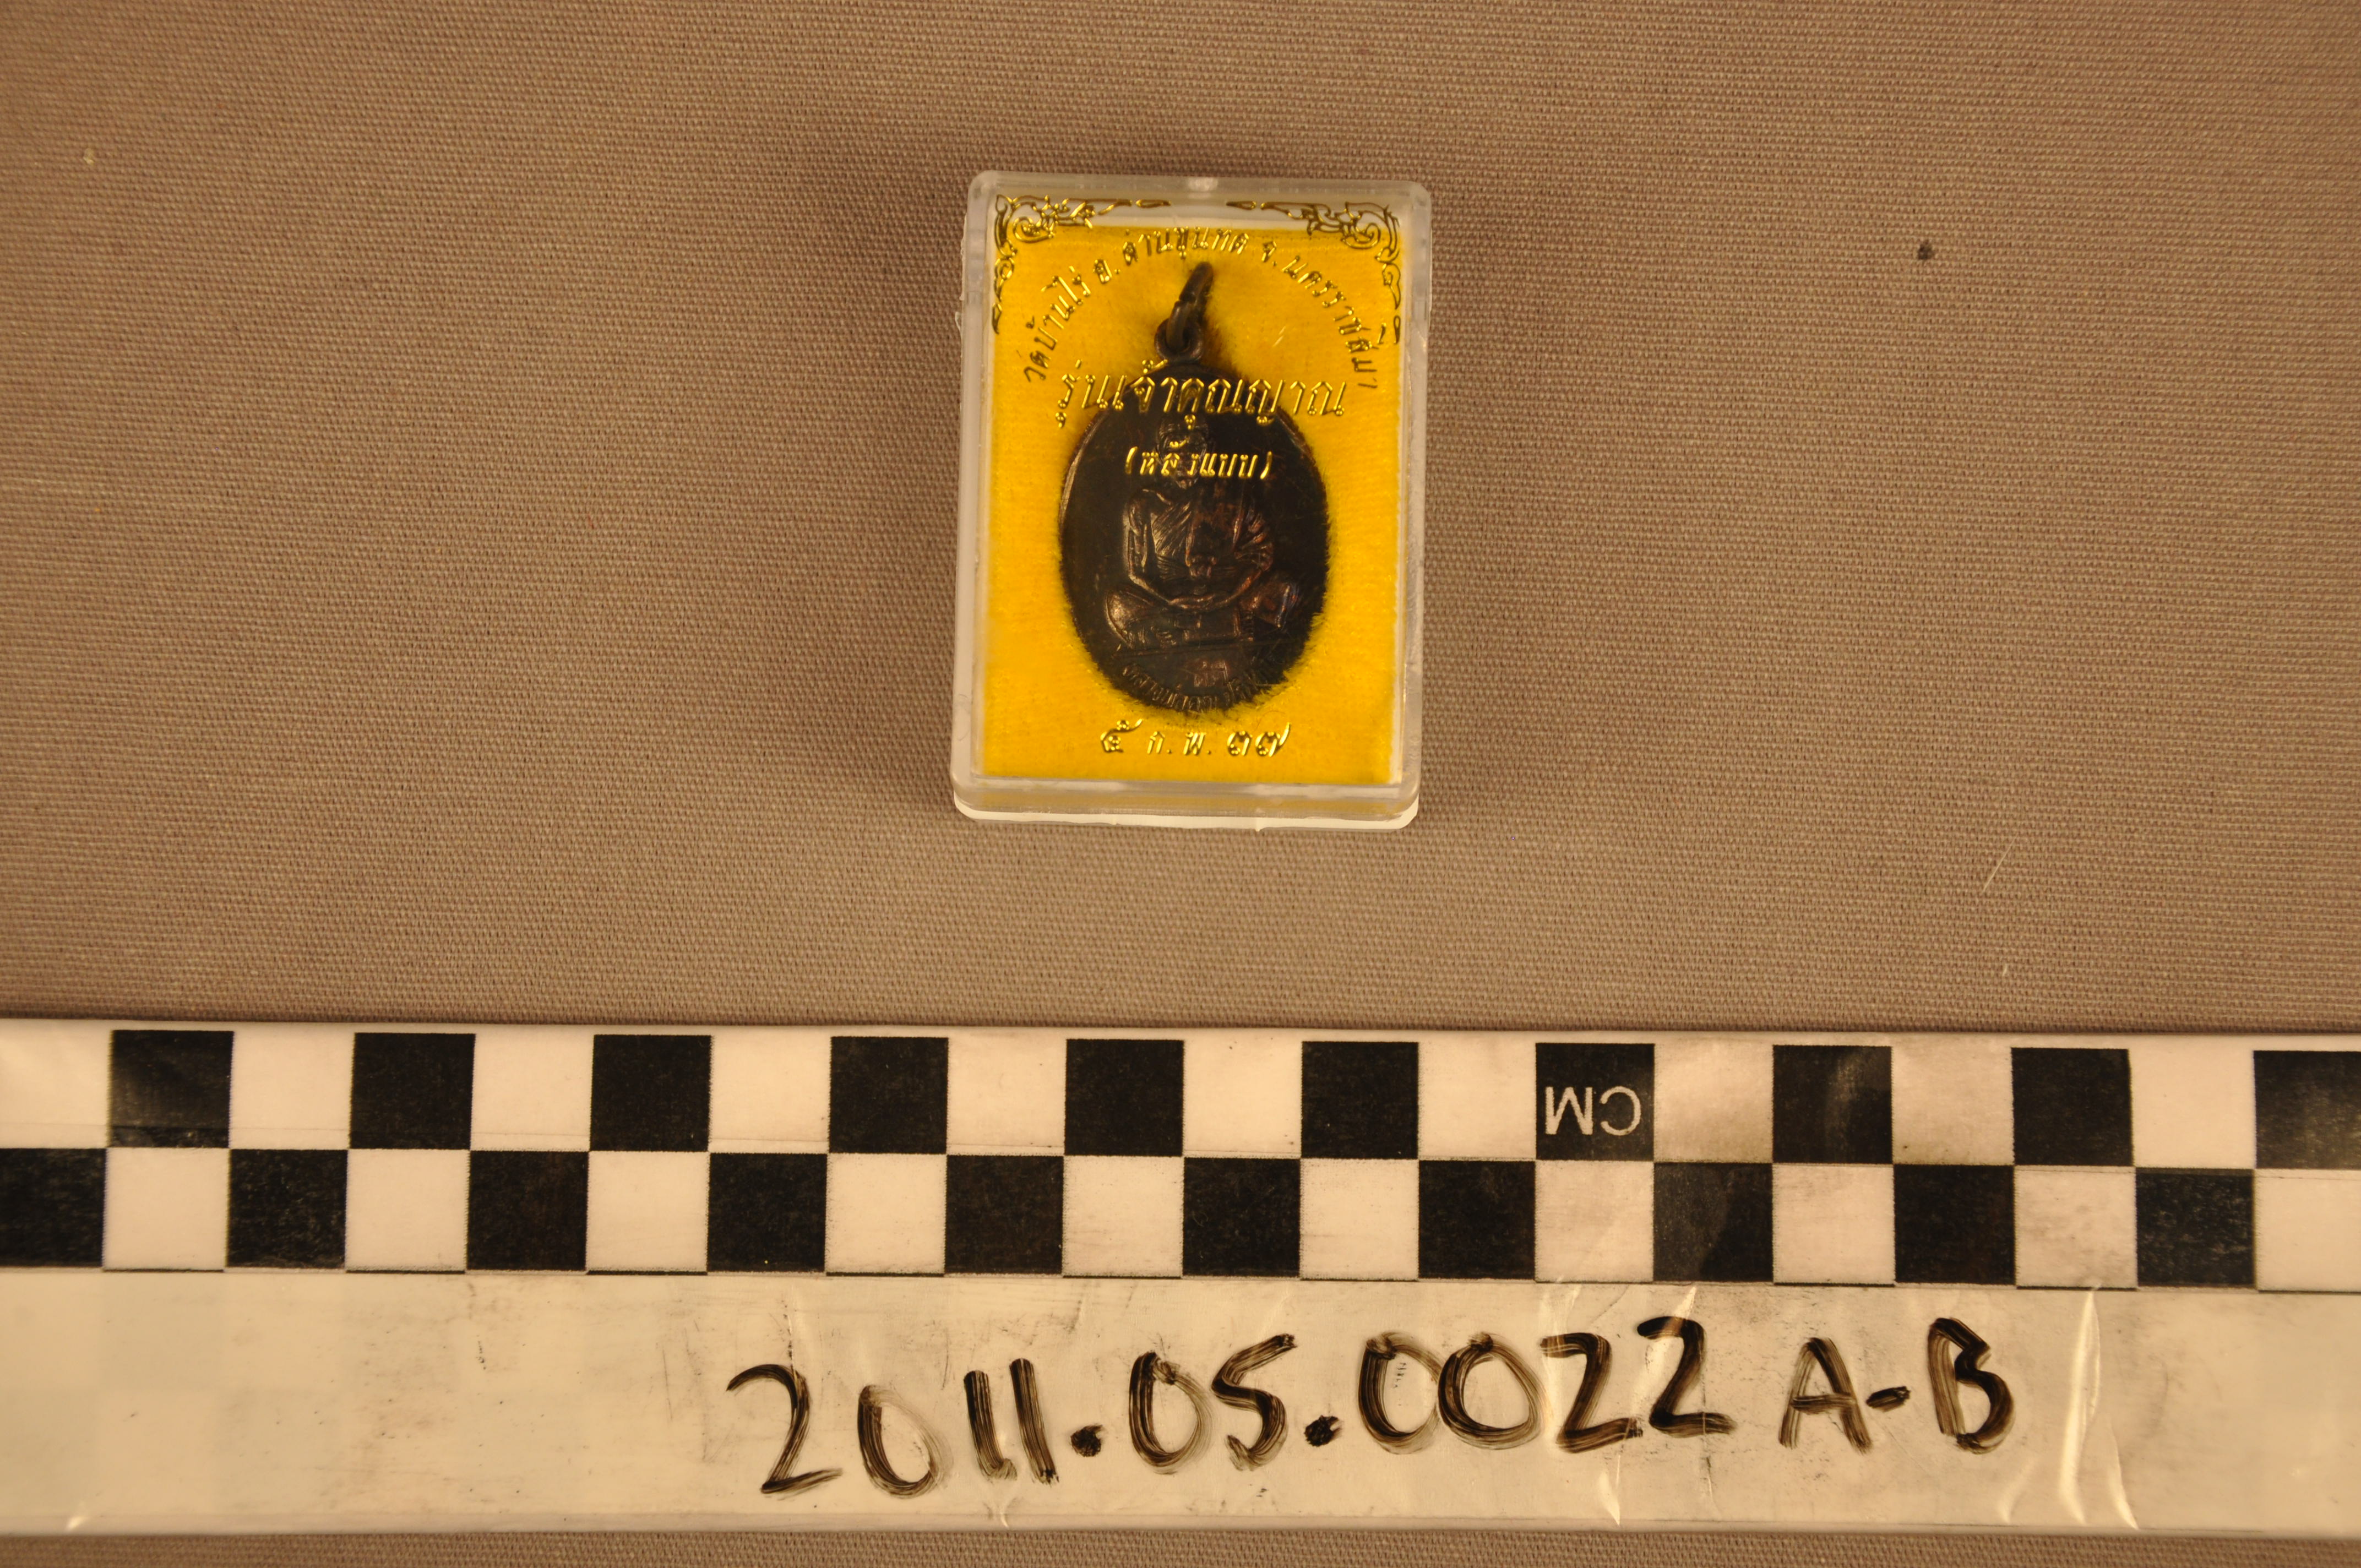 วัดบ้านไร่ อ.ด่านขุนทด จ.นครราชสีมา
รุ่นเจ้าคุณญาณ
(หลังแบบ)
๕ ก.พ. ๓๗
CM
2011.05.0022 A-B